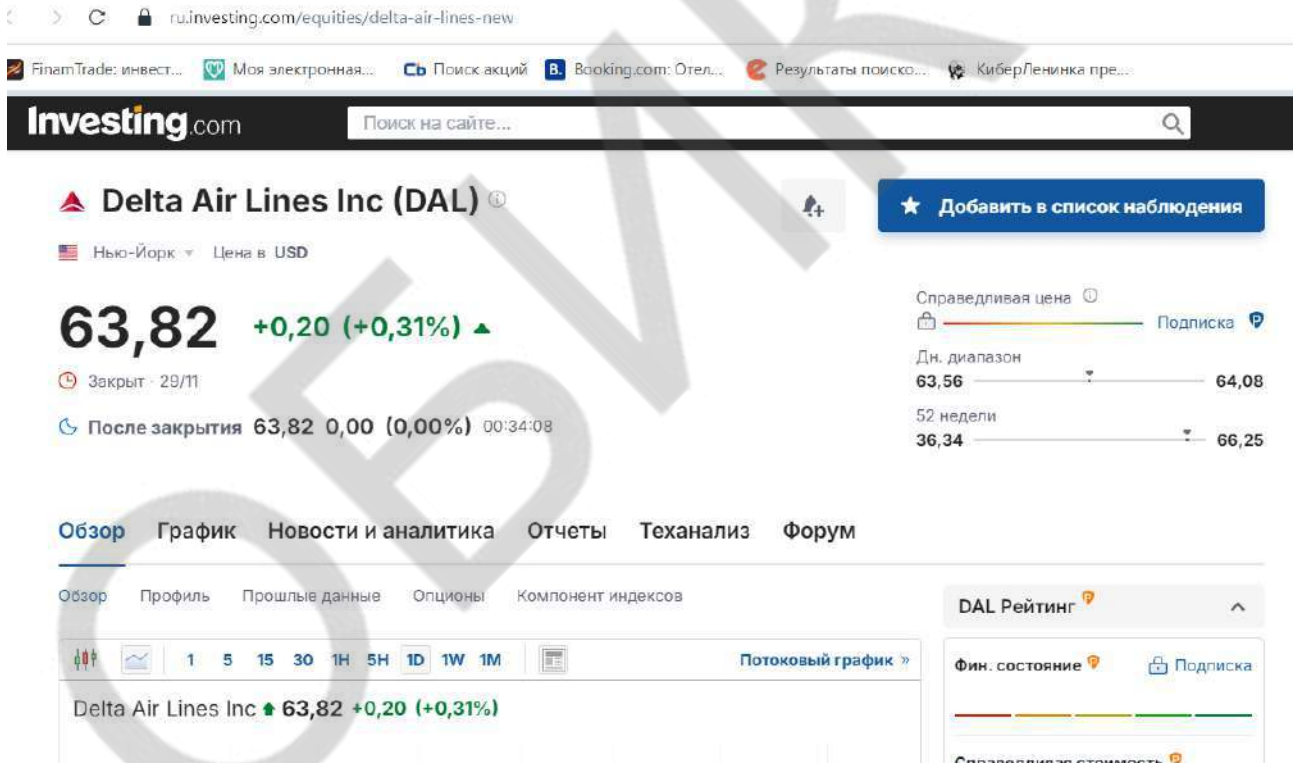 ru.investing.com/equities/delta-air-lines-new
FinamTrade: инвест... Моя электронная... Cb Поиск акций B. Booking.com: Отел... Результаты поиско... КиберЛенинка пре...
Investing.com Поиск на сайте...
Delta Air Lines Inc (DAL)
Добавить в список наблюдения
Нью-Йорк Цена в USD
63,82 +0,20 (+0,31%)
Закрыт · 29/11
После закрытия 63,82 0,00 (0,00%) 00:34:08
Справедливая цена
Подписка
Дн. диапазон
63,56 64,08
52 недели
36,34 66,25
Обзор График Новости и аналитика Отчеты Теханализ Форум
Обзор Профиль Прошлые данные Опционы Компонент индексов
DAL Рейтинг
1 5 15 30 1H 5H 1D 1W 1M Потоковый график »
Фин. состояние Подписка
Delta Air Lines Inc 63,82 +0,20 (+0,31%)
Справедливая стоимость